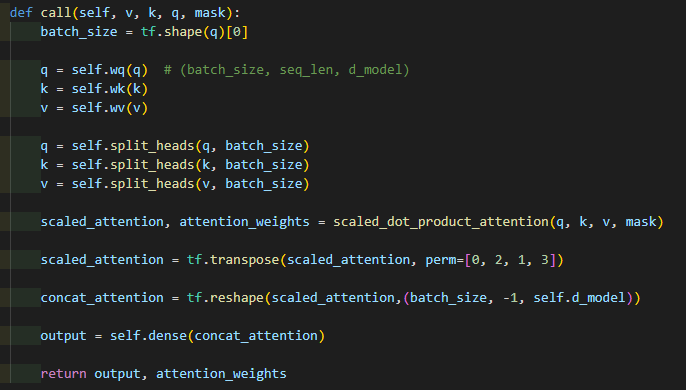 def call(self, v, k, q, mask):
    batch_size = tf.shape(q)[0]

    q = self.wq(q)  # (batch_size, seq_len, d_model)
    k = self.wk(k)
    v = self.wv(v)

    q = self.split_heads(q, batch_size)
    k = self.split_heads(k, batch_size)
    v = self.split_heads(v, batch_size)

    scaled_attention, attention_weights = scaled_dot_product_attention(q, k, v, mask)

    scaled_attention = tf.transpose(scaled_attention, perm=[0, 2, 1, 3])

    concat_attention = tf.reshape(scaled_attention,(batch_size, -1, self.d_model))

    output = self.dense(concat_attention)

    return output, attention_weights